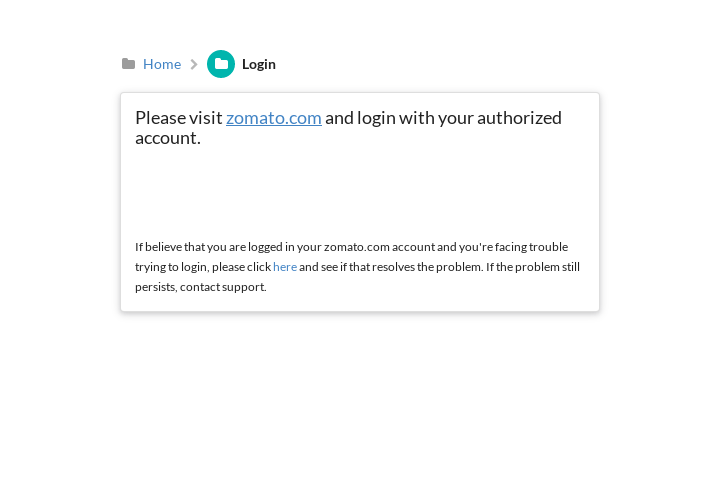 Home Login
Please visit zomato.com and login with your authorized
account.
If believe that you are logged in your zomato.com account and you're facing trouble
trying to login, please click here and see if that resolves the problem. If the problem still
persists, contact support.